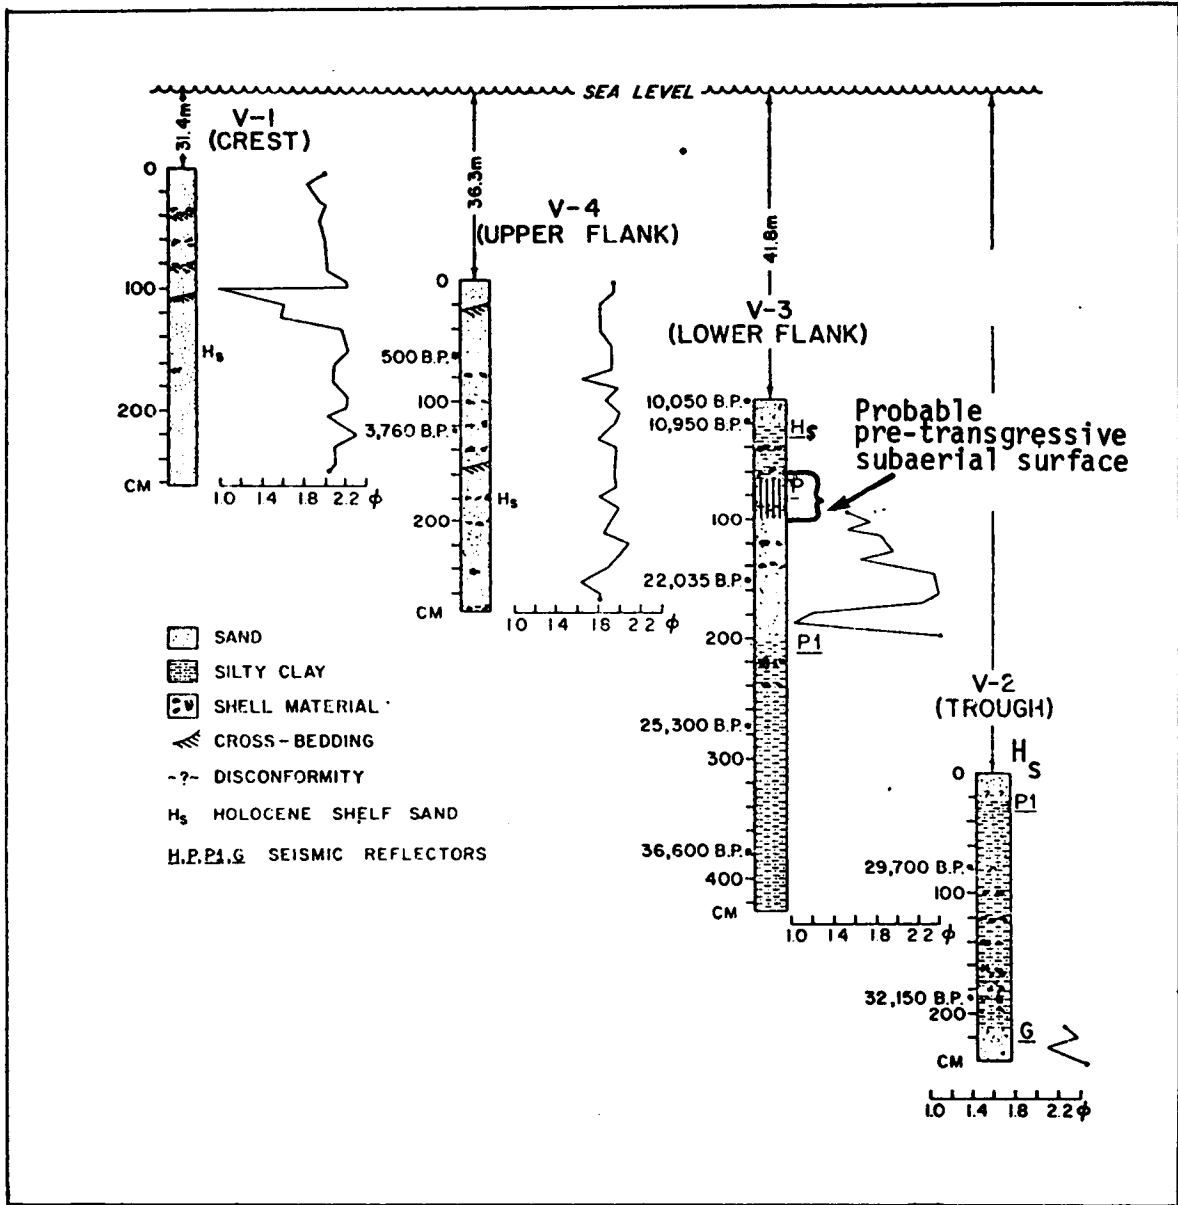 SEA LEVEL
31.4m
V-1
(CREST)
0
100
200
CM
Hs
1.0 1.4 1.8 2.2 φ
36.3m
V-4
(UPPER FLANK)
0
500 B.P.
100
3,760 B.P.
Hs
200
CM
1.0 1.4 1.8 2.2 φ
41.8m
V-3
(LOWER FLANK)
10,050 B.P.
10,950 B.P.
Hs
P
Probable
pre-transgressive
subaerial surface
100
22,035 B.P.
200
P1
25,300 B.P.
300
36,600 B.P.
400
CM
1.0 1.4 1.8 2.2 φ
V-2
(TROUGH)
Hs
0
P1
29,700 B.P.
100
32,150 B.P.
200
G
CM
1.0 1.4 1.8 2.2 φ
SAND
SILTY CLAY
SHELL MATERIAL
CROSS-BEDDING
-?- DISCONFORMITY
Hs HOLOCENE SHELF SAND
H,P,P1,G SEISMIC REFLECTORS